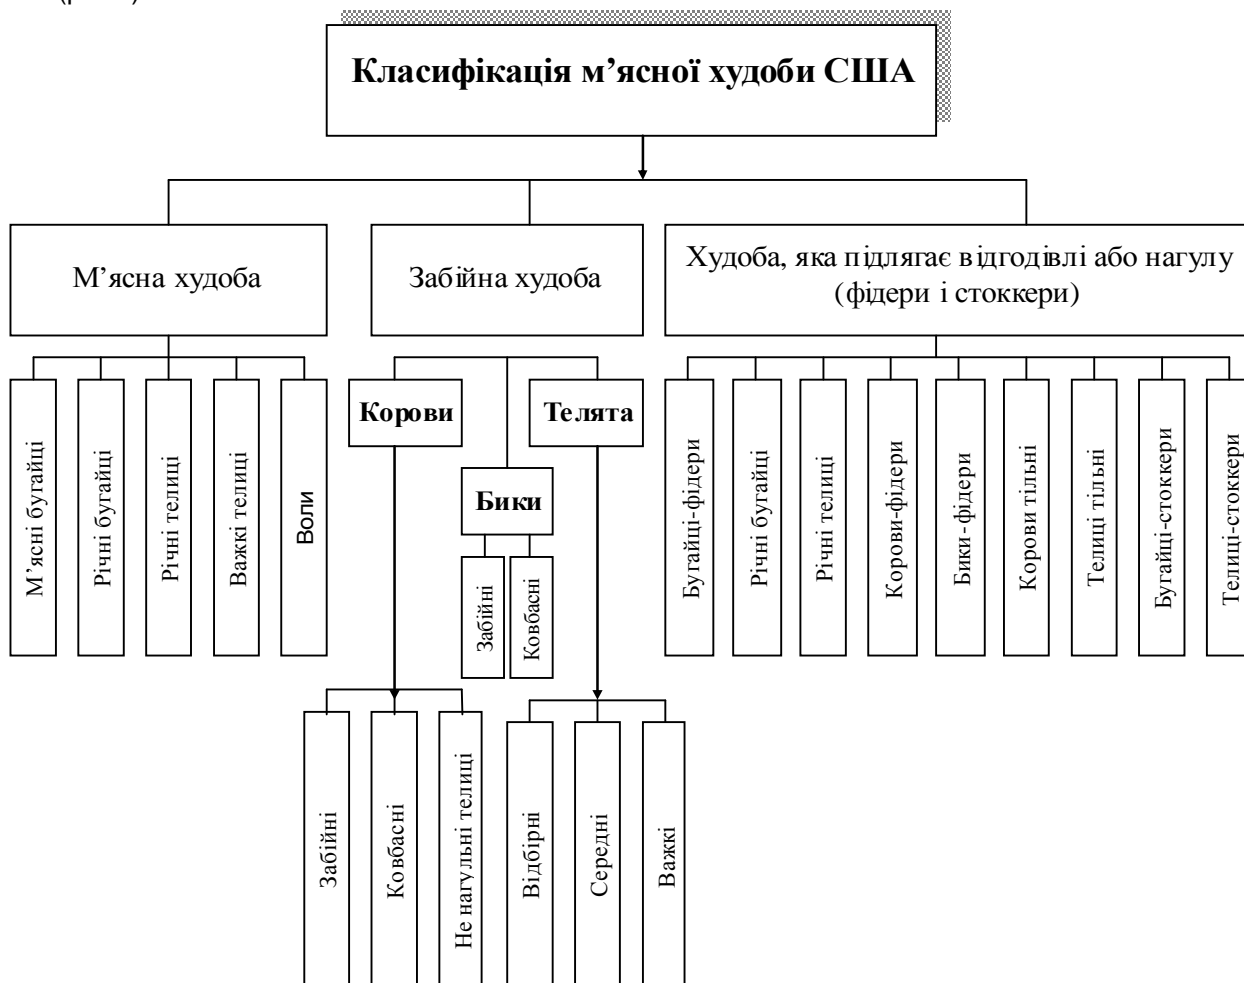 Класифікація м’ясної худоби США
М’ясна худоба
Забійна худоба
Худоба, яка підлягає відгодівлі або нагулу
(фідери і стоккери)
М’ясні бугайці
Річні бугайці
Річні телиці
Важкі телиці
Воли
Корови
Бики
Телята
Забійні
Ковбасні
Бугайці-фідери
Річні бугайці
Річні телиці
Корови-фідери
Бики-фідери
Корови тільні
Телиці тільні
Бугайці-стоккери
Телиці-стоккери
Забійні
Ковбасні
Не нагульні телиці
Відбірні
Середні
Важкі